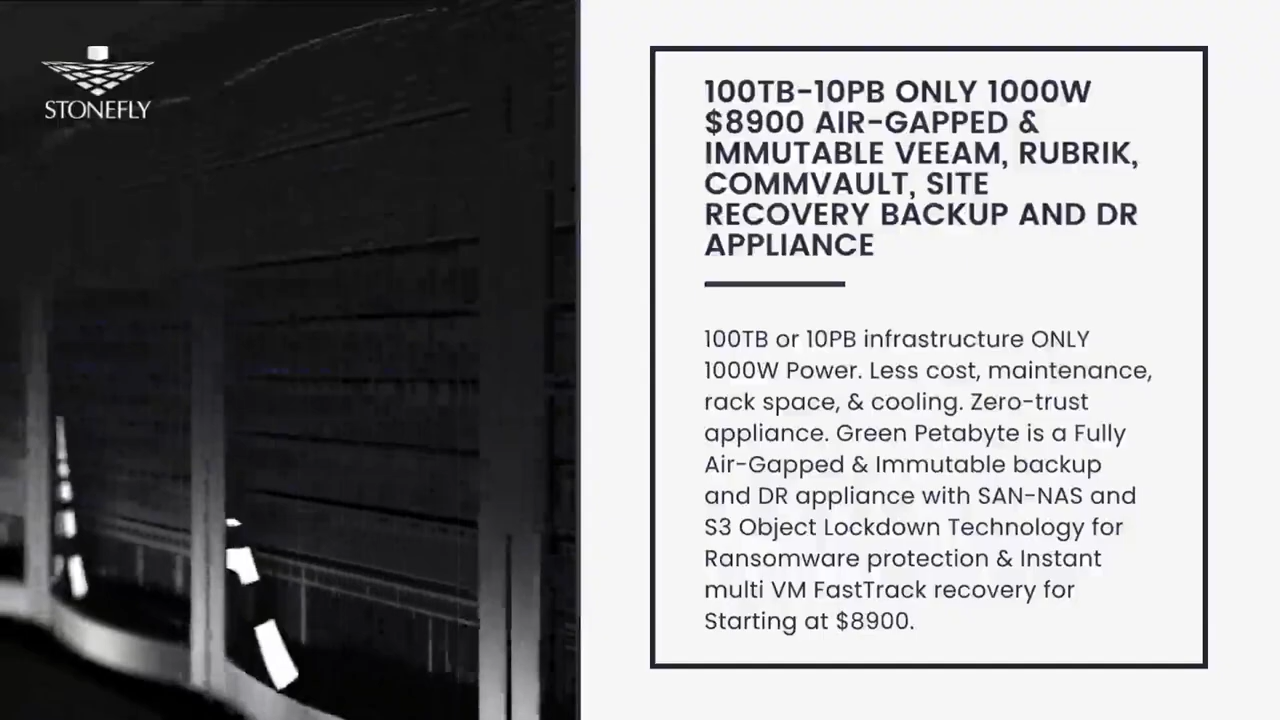 STONEFLY
100TB-10PB ONLY 1000W
$8900 AIR-GAPPED &
IMMUTABLE VEEAM, RUBRIK,
COMMVAULT, SITE
RECOVERY BACKUP AND DR
APPLIANCE
100TB or 10PB infrastructure ONLY
1000W Power. Less cost, maintenance,
rack space, & cooling. Zero-trust
appliance. Green Petabyte is a Fully
Air-Gapped & Immutable backup
and DR appliance with SAN-NAS and
S3 Object Lockdown Technology for
Ransomware protection & Instant
multi VM FastTrack recovery for
Starting at $8900.